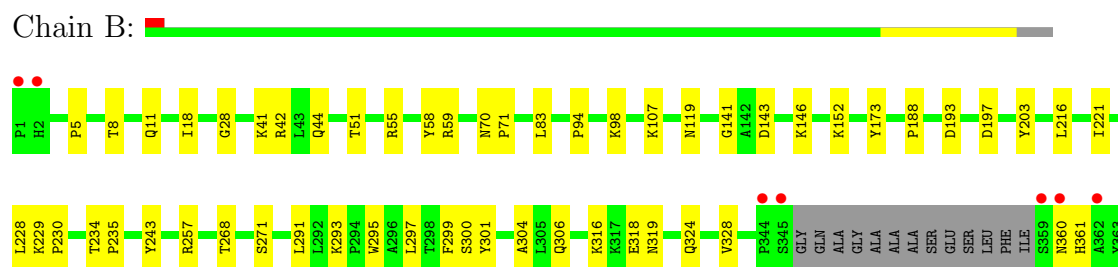 Chain B:
P1 H2 P5 T8 Q11 I18 G28 K41 R42 L43 Q44 T51 R55 Y58 R59 N70 P71 L83 P94 K98 K107 N119 G141 A142 D143 K146 K152 Y173 P188 D193 D197 Y203 L216 I221
L228 K229 P230 T234 P235 Y243 R257 T268 S271 L291 L292 K293 P294 W295 A296 L297 T298 F299 S300 Y301 A304 L305 Q306 K316 K317 E318 N319 Q324 V328 P344 S345 GLY GLN ALA GLY ALA ALA ALA SER GLU SER LEU PHE ILE S359 N360 H361 A362